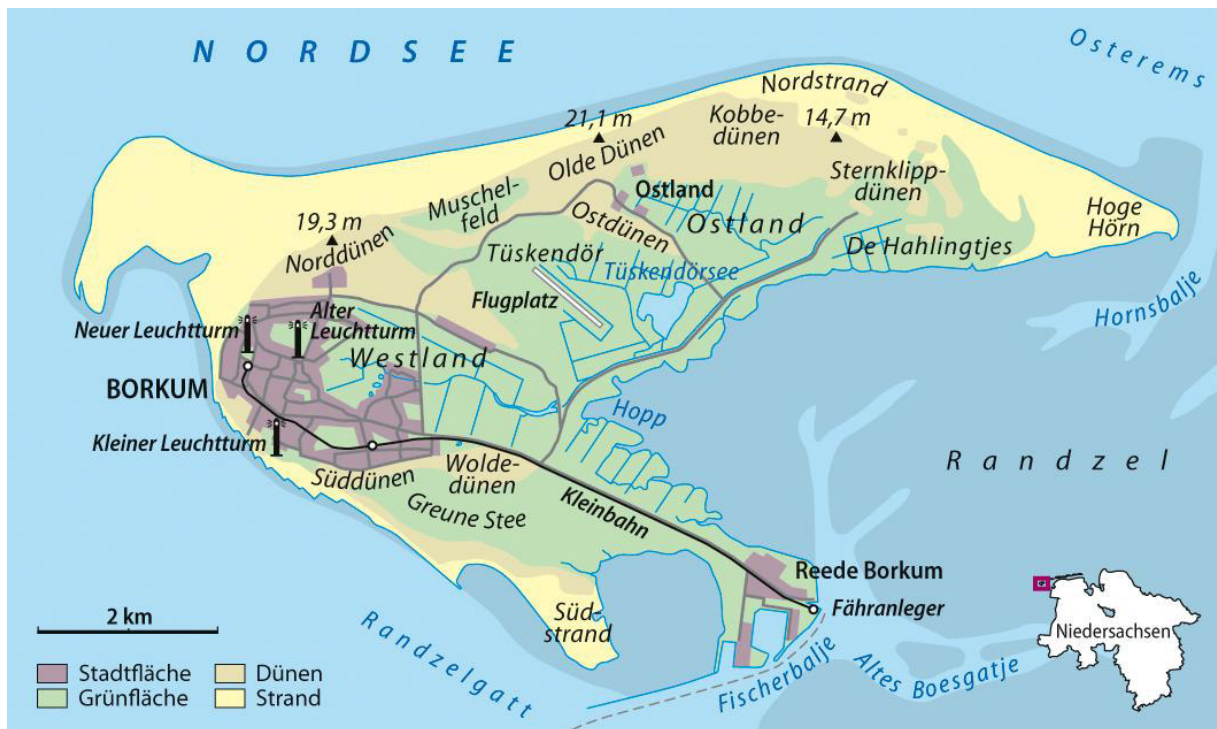 NORDSEE
Osterems
Nordstrand
Kobbe-
dünen
14,7 m
21,1 m
Olde Dünen
Sternklipp-
dünen
Muschel-
feld
Ostland
Ostdünen
Ostland
Hoge
Hörn
De Hahlingtjes
19,3 m
Norddünen
Tüskendör
Tüskendörsee
Flugplatz
Hornsbalje
Neuer Leuchtturm
Alter
Leuchtturm
Westland
BORKUM
Hopp
Kleiner Leuchtturm
Randzel
Süddünen
Wolde-
dünen
Greune Stee
Kleinbahn
Reede Borkum
Fähranleger
Süd-
strand
Randzelgatt
Fischerbalje
Altes Boesgatje
Niedersachsen
2 km
Stadtfläche
Dünen
Grünfläche
Strand